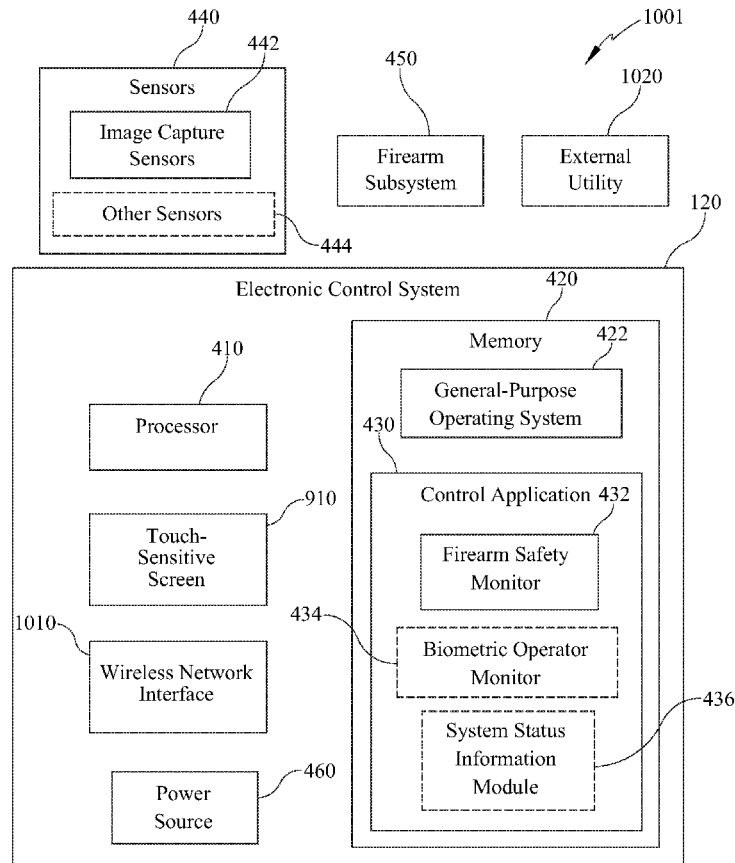 440
442
Sensors
Image Capture
Sensors
Other Sensors
444
450
Firearm
Subsystem
1001
1020
External
Utility
120
Electronic Control System
410
Processor
910
Touch-
Sensitive
Screen
1010
Wireless Network
Interface
460
Power
Source
420
Memory
422
General-Purpose
Operating System
430
Control Application
432
Firearm Safety
Monitor
434
Biometric Operator
Monitor
436
System Status
Information
Module